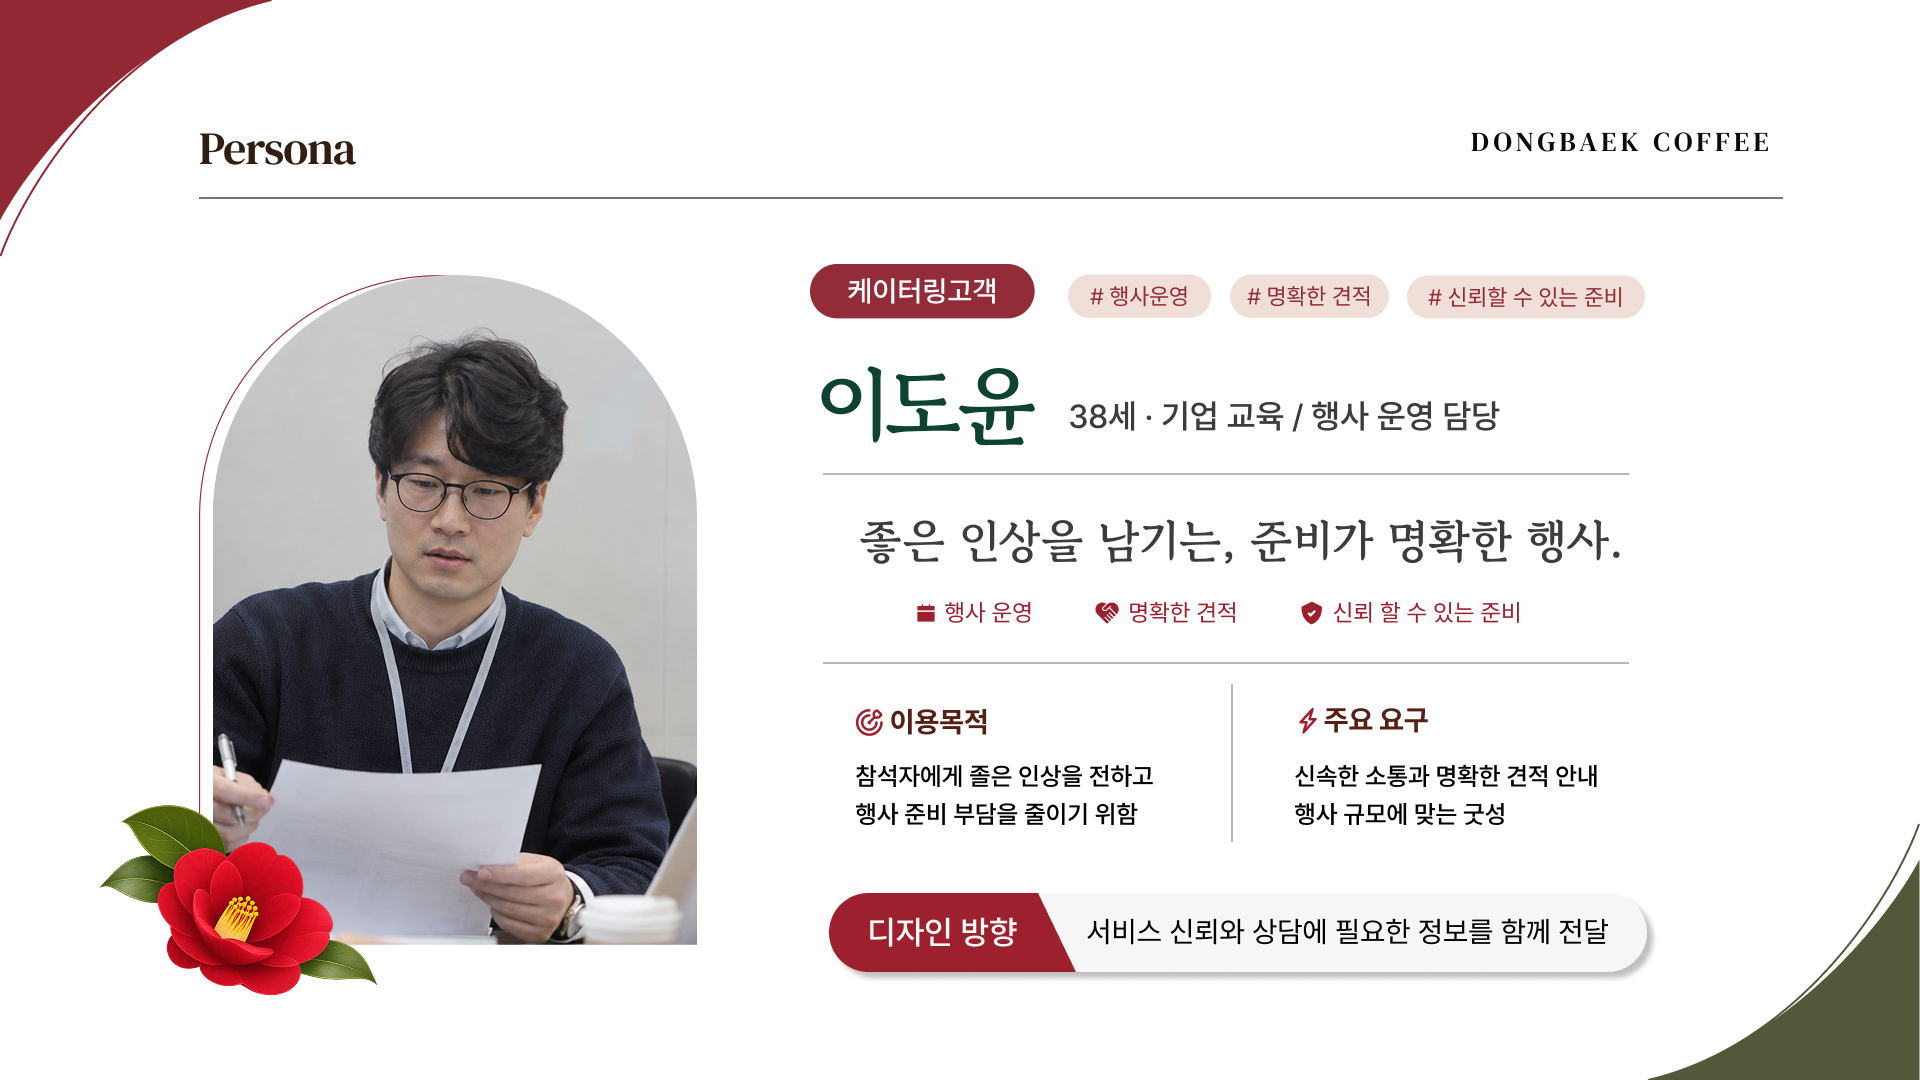 Persona
DONGBAEK COFFEE
케이터링고객
# 행사운영
# 명확한 견적
# 신뢰할 수 있는 준비
이도윤
38세 · 기업 교육 / 행사 운영 담당
좋은 인상을 남기는, 준비가 명확한 행사.
행사 운영
명확한 견적
신뢰 할 수 있는 준비
이용목적
참석자에게 졸은 인상을 전하고
행사 준비 부담을 줄이기 위함
주요 요구
신속한 소통과 명확한 견적 안내
행사 규모에 맞는 굿성
디자인 방향
서비스 신뢰와 상담에 필요한 정보를 함께 전달